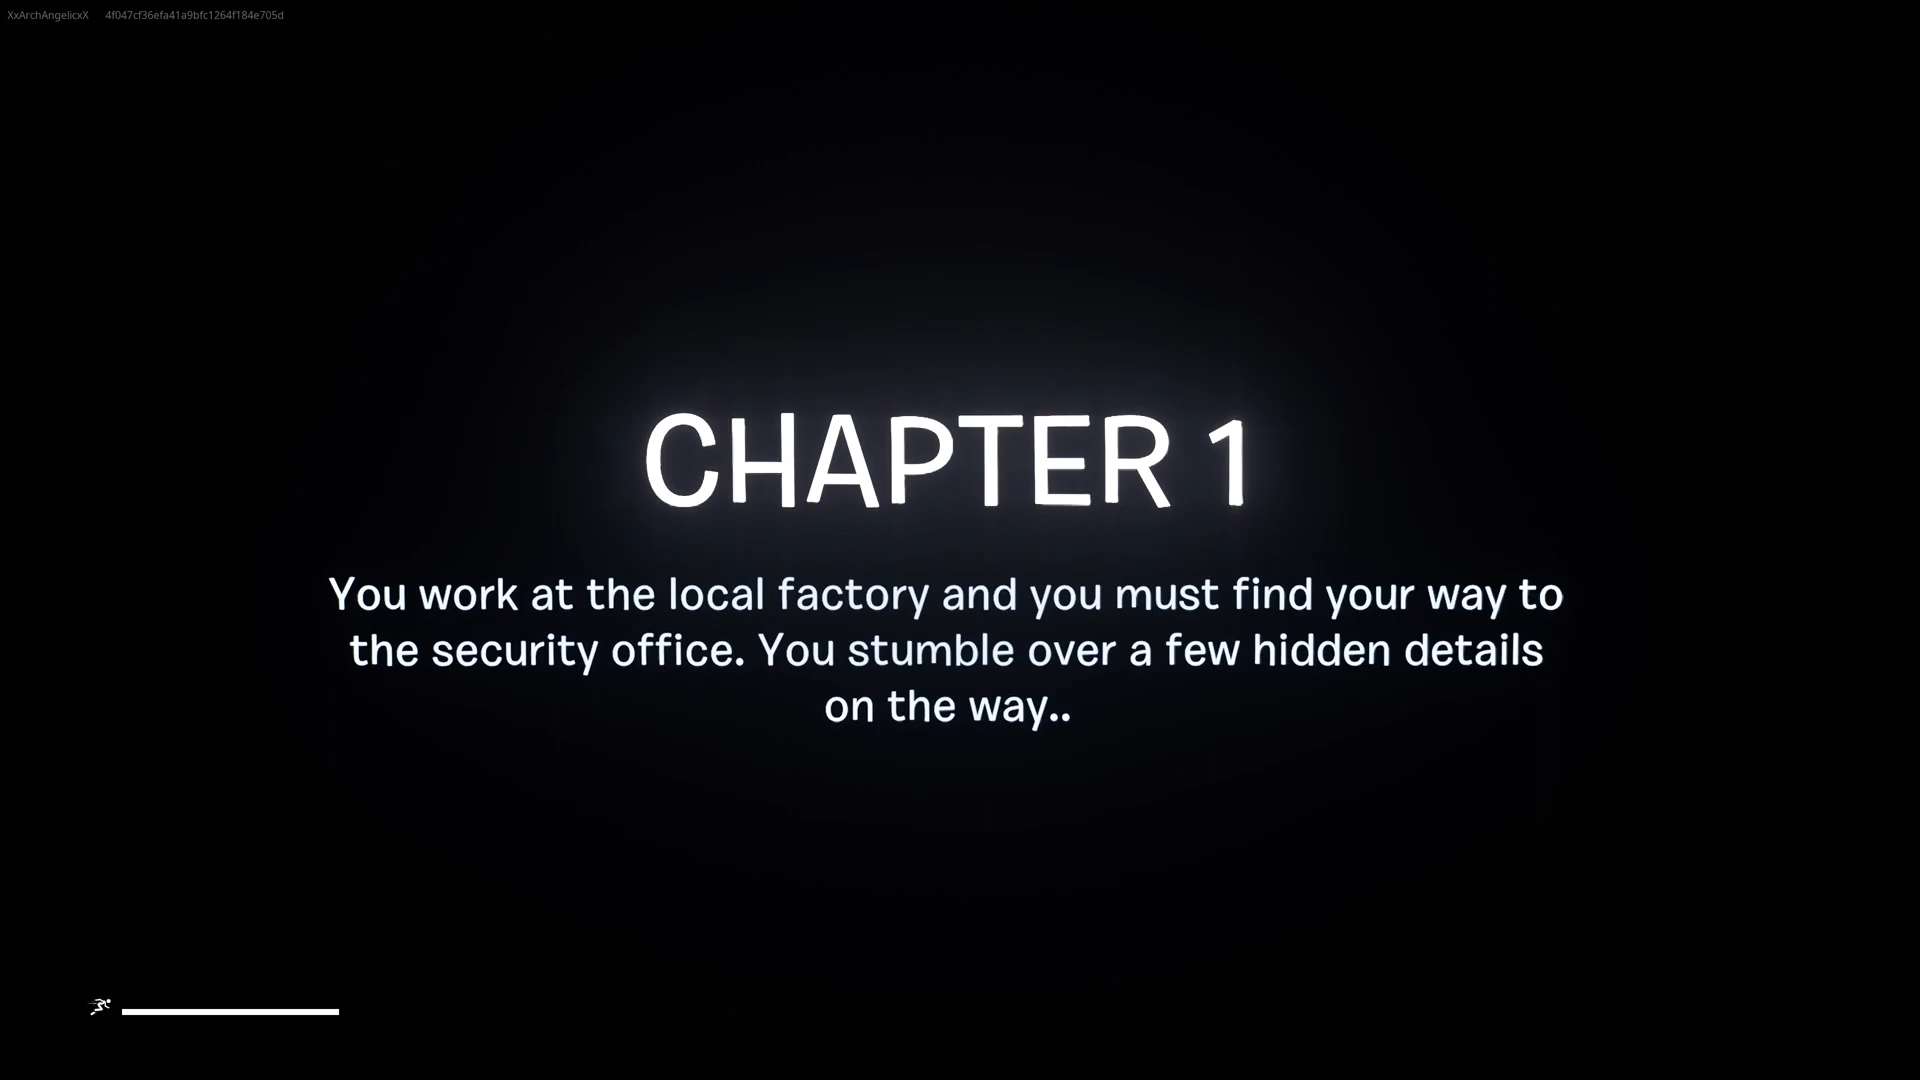 XxArchAngelicxX 4f047cf36efa41a9bfc1264f184e705d
CHAPTER 1
You work at the local factory and you must find your way to
the security office. You stumble over a few hidden details
on the way..